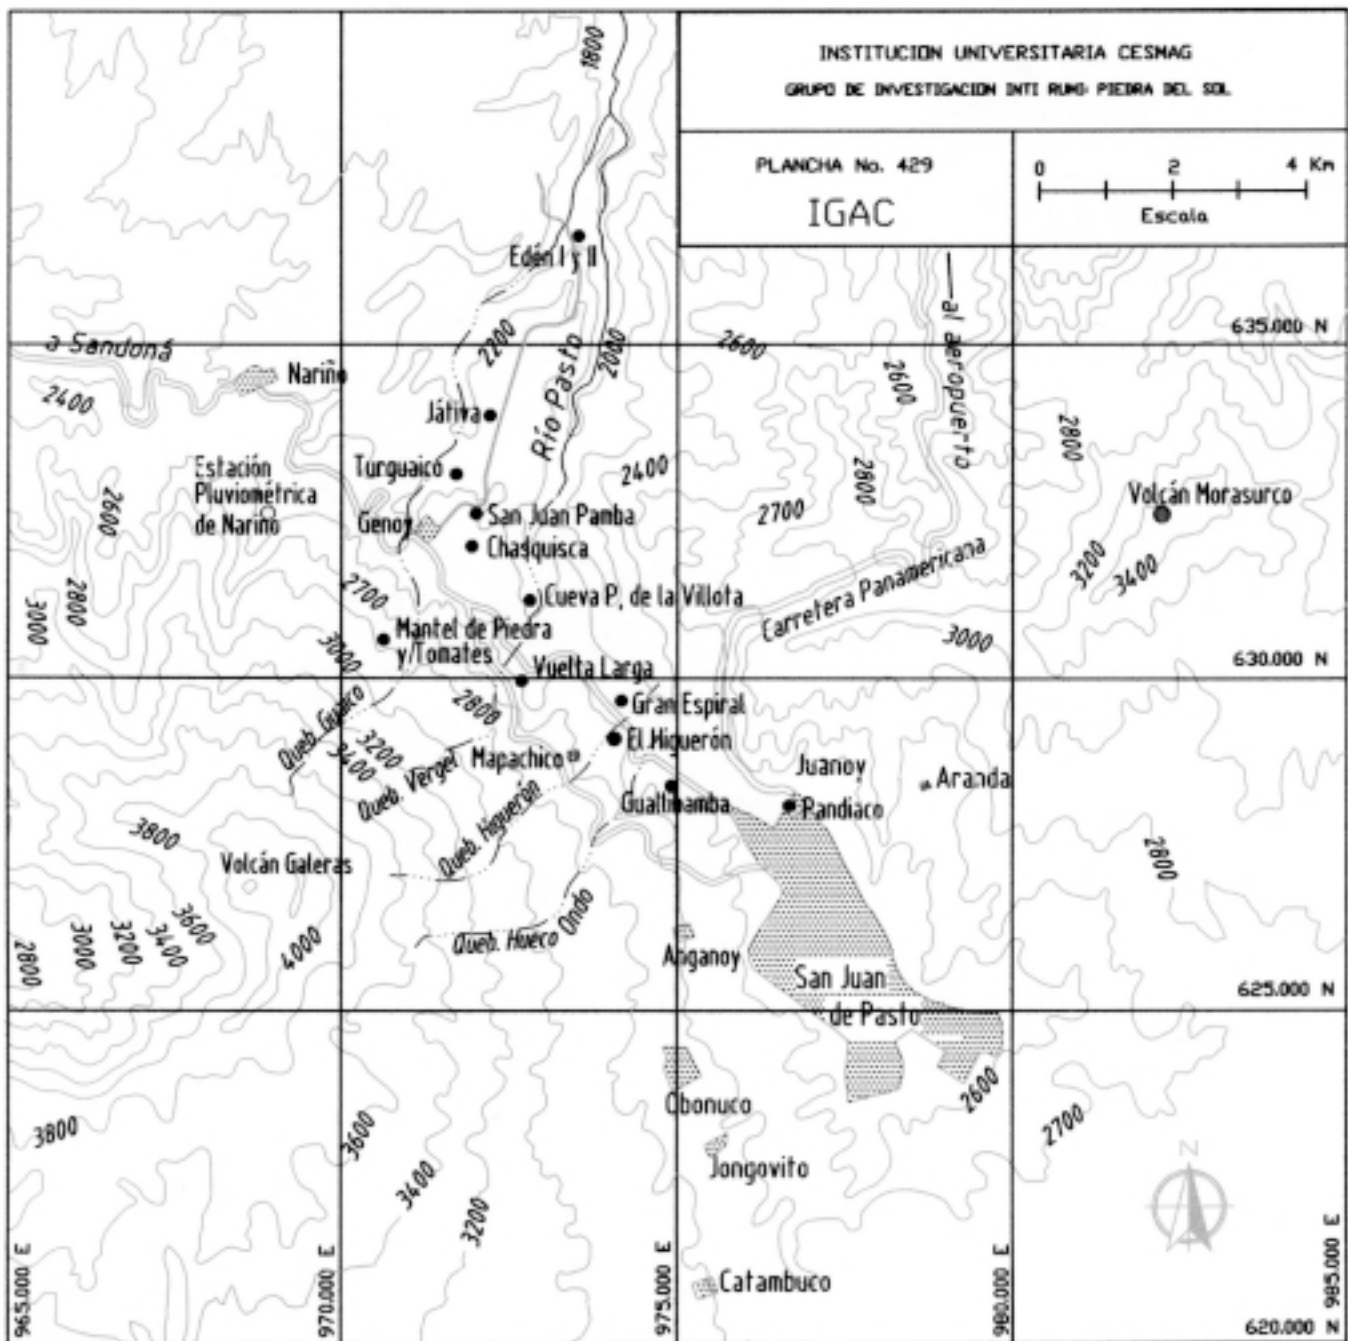 1800
INSTITUCION UNIVERSITARIA CESMAG
GRUPO DE INVESTIGACION INTI RUMI: PIEDRA DEL SOL
PLANCHA No. 429
IGAC
0 2 4 Km
Escala
Edén I y II
al aeropuerto
635.000 N
a Sandoná
2200
Río Pasto
2000
2600
Nariño
2400
2600
2800
Játiva
Turguaico
2400
2800
Estación
Pluviométrica
de Nariño
2600
Genoy
San Juan Pamba
2700
Volcán Morasurco
Chasquisca
3200
3400
2800
3000
2700
Cueva P. de la Villota
Carretera Panamericana
3000
Mantel de Piedra
y/Tomates
3000
Vuelta Larga
630.000 N
2800
Gran Espiral
Queb. Guaico
3200
3400
El Higuerón
Mapachico
Queb. Vergel
Juanoy
Aranda
Gualtinamba
Pandiaco
Queb. Higuerón
3800
Volcán Galeras
2800
3600
3400
3200
3000
2800
4000
Queb. Hueco Ondo
Anganoy
San Juan
de Pasto
625.000 N
Obonuco
2600
3800
3600
2700
Jongovito
3400
3200
N
Catambuco
965.000 E
970.000 E
975.000 E
980.000 E
985.000 E
620.000 N